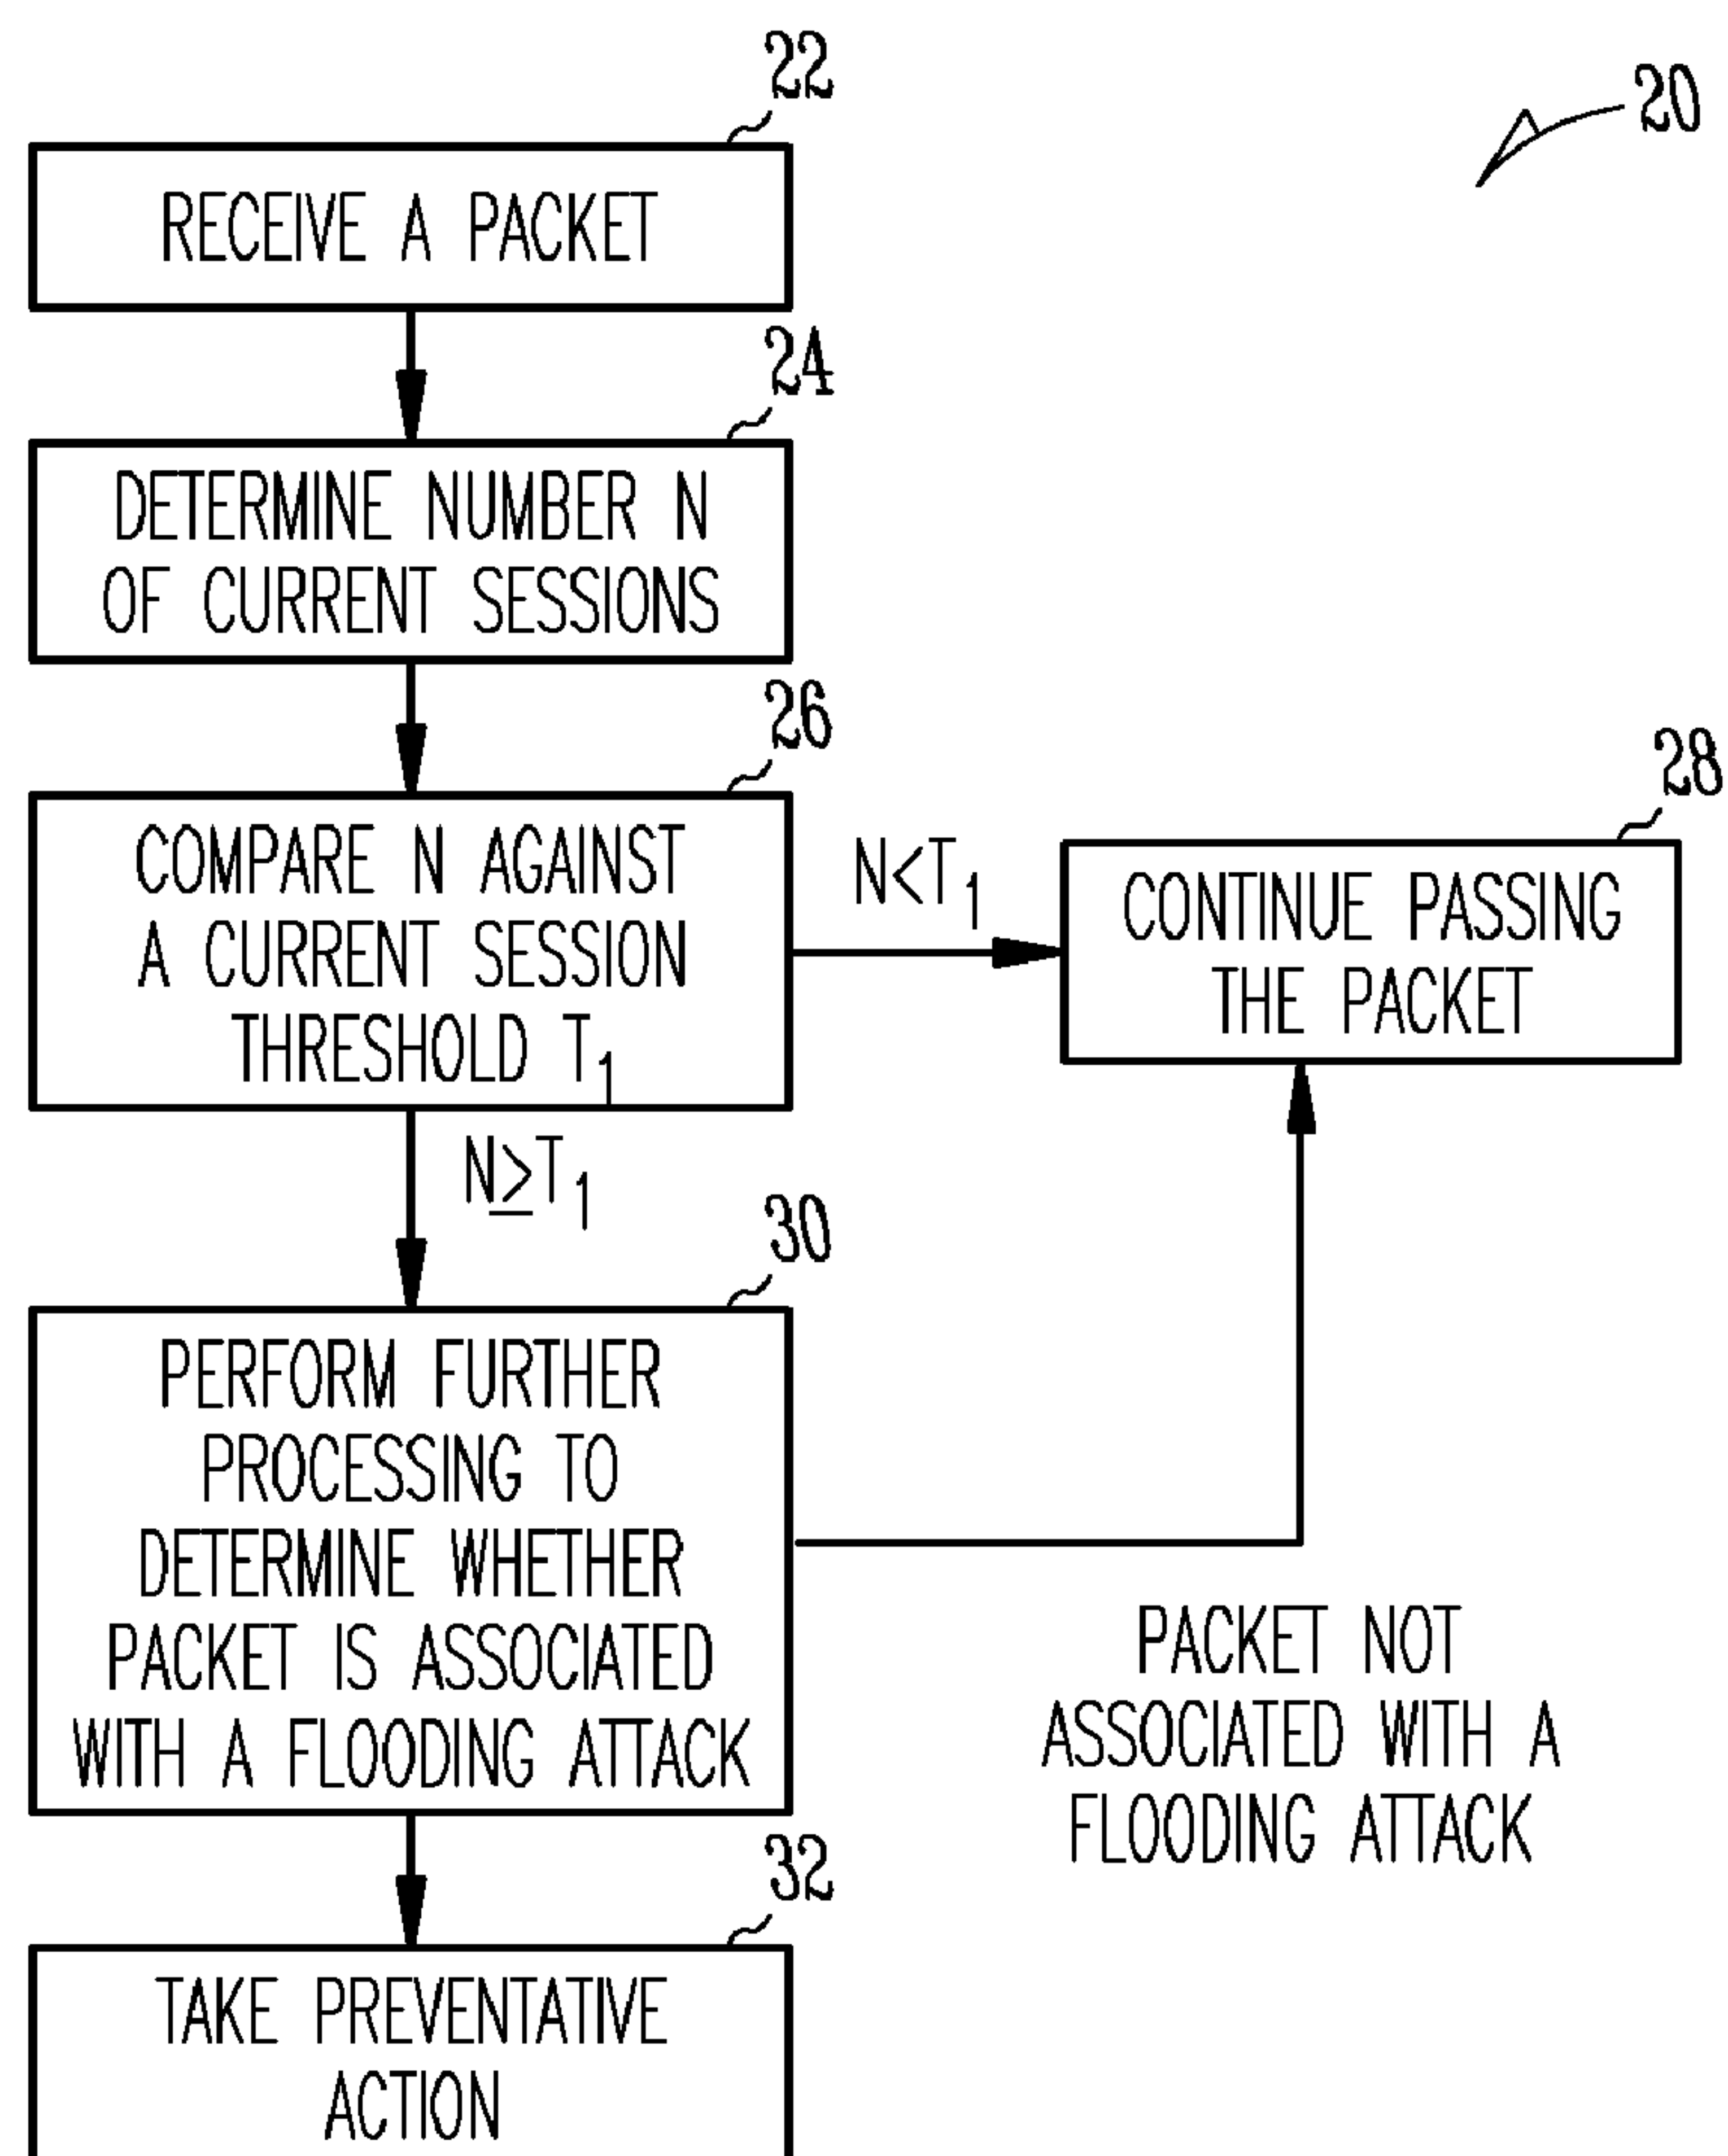 22
20
RECEIVE A PACKET
24
DETERMINE NUMBER N
OF CURRENT SESSIONS
26
COMPARE N AGAINST
A CURRENT SESSION
THRESHOLD T1
N<T1
28
CONTINUE PASSING
THE PACKET
N≥T1
30
PERFORM FURTHER
PROCESSING TO
DETERMINE WHETHER
PACKET IS ASSOCIATED
WITH A FLOODING ATTACK
PACKET NOT
ASSOCIATED WITH A
FLOODING ATTACK
32
TAKE PREVENTATIVE
ACTION